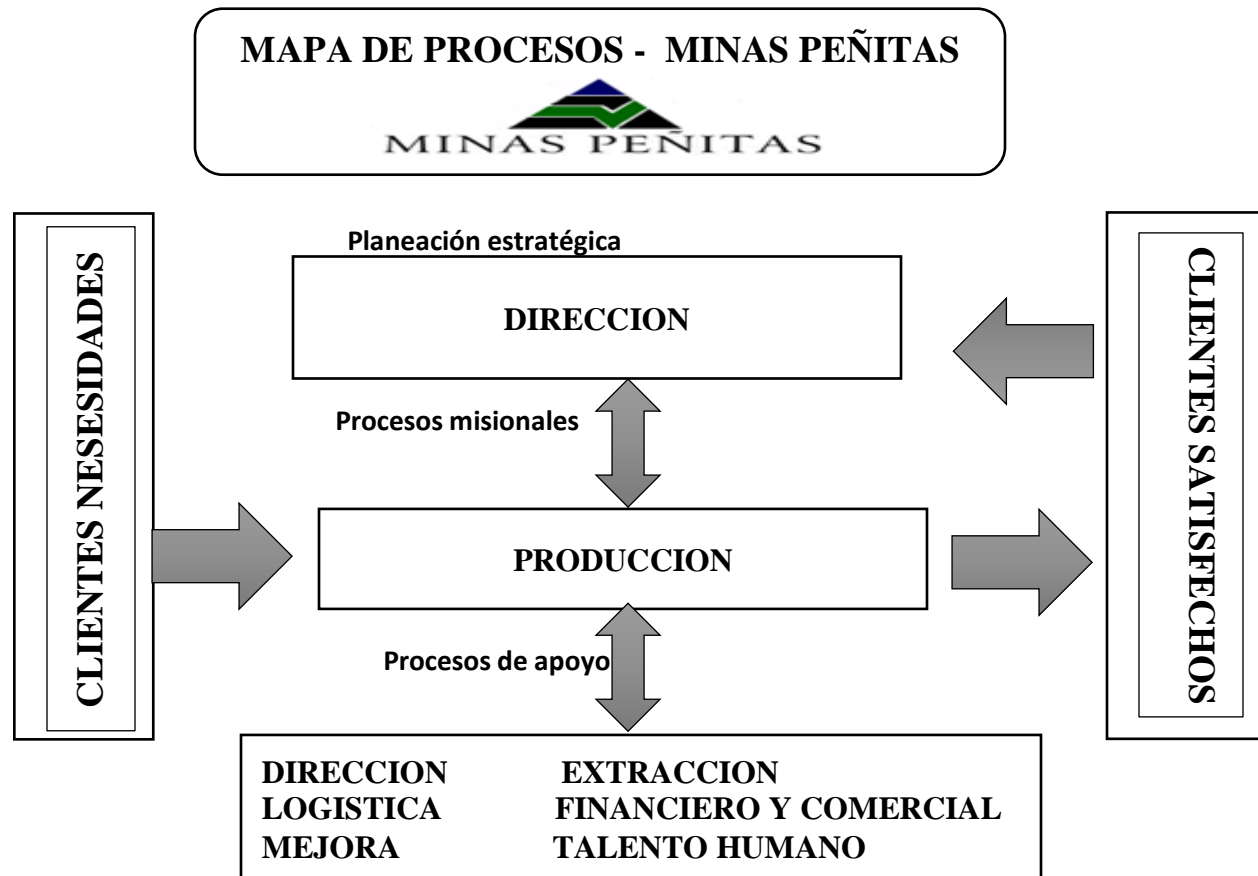 MAPA DE PROCESOS - MINAS PEÑITAS
MINAS PEÑITAS
CLIENTES NESESIDADES
Planeación estratégica
DIRECCION
Procesos misionales
PRODUCCION
Procesos de apoyo
DIRECCION EXTRACCION
LOGISTICA FINANCIERO Y COMERCIAL
MEJORA TALENTO HUMANO
CLIENTES SATISFECHOS